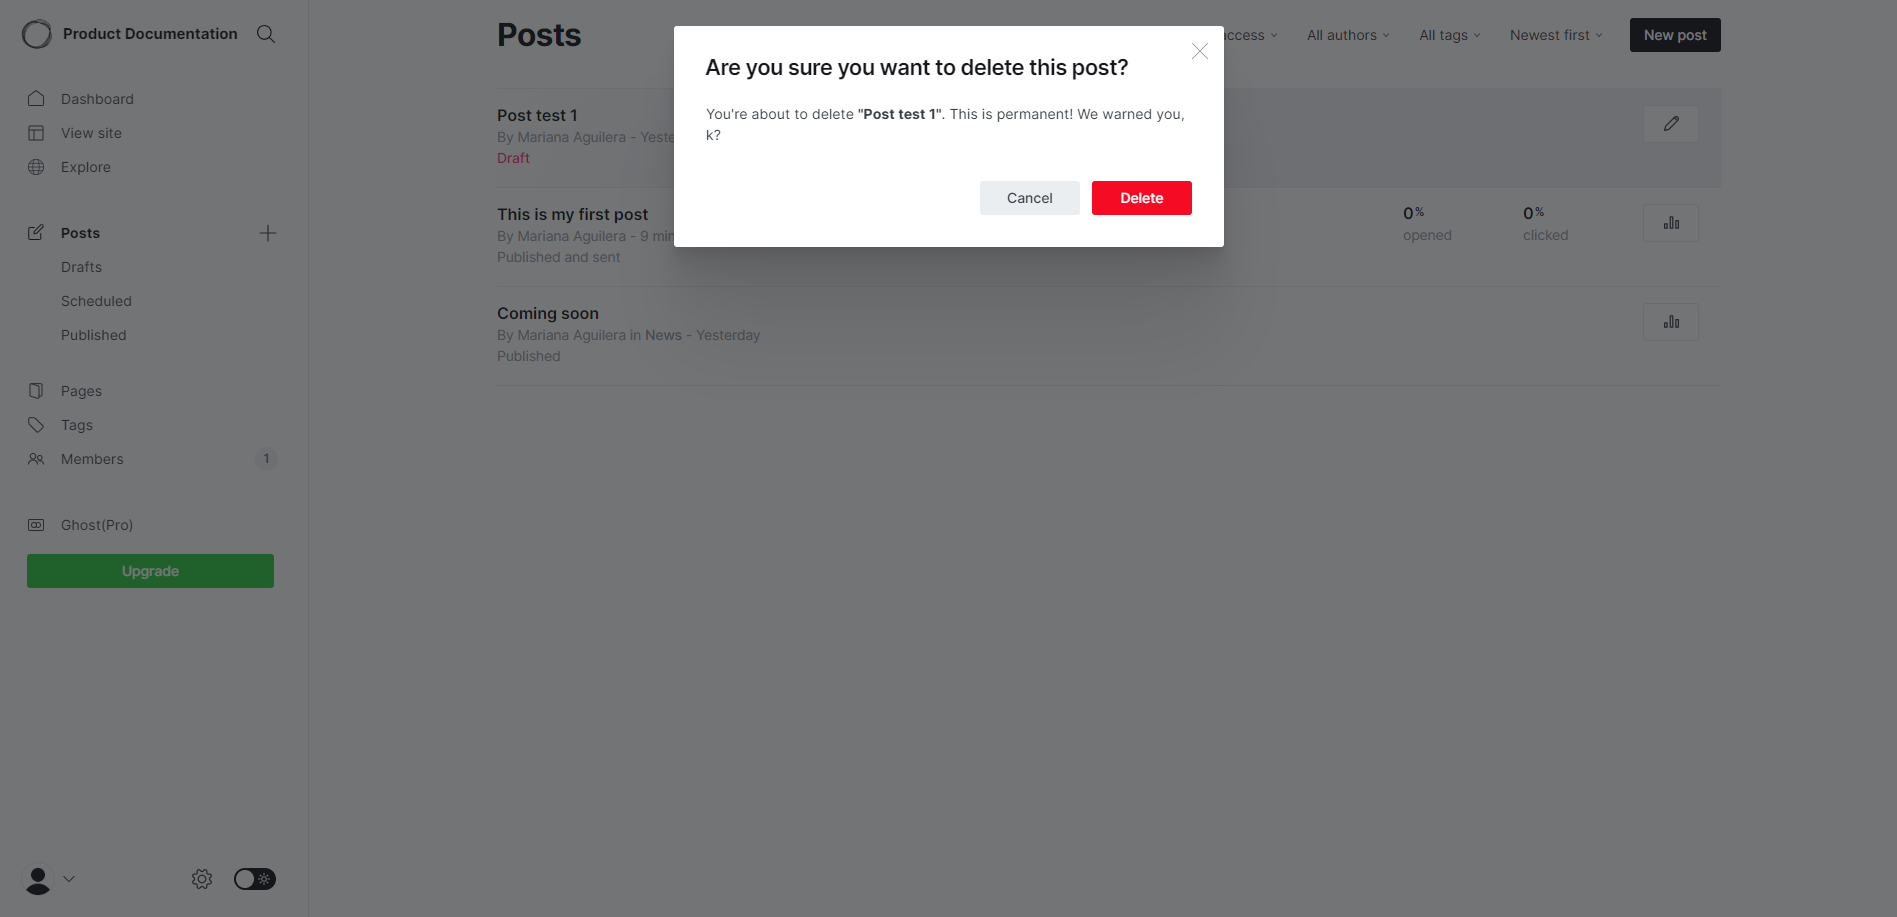 Product Documentation
Dashboard
View site
Explore
Posts
Drafts
Scheduled
Published
Pages
Tags
Members
1
Ghost(Pro)
Upgrade
Posts
All authors
All tags
Newest first
New post
Post test 1
By Mariana Aguilera -
Draft
This is my first post
By Mariana Aguilera - 9
Published and sent
0%
opened
0%
clicked
Coming soon
By Mariana Aguilera in News - Yesterday
Published
Are you sure you want to delete this post?
You're about to delete "Post test 1". This is permanent! We warned you,
k?
Cancel
Delete